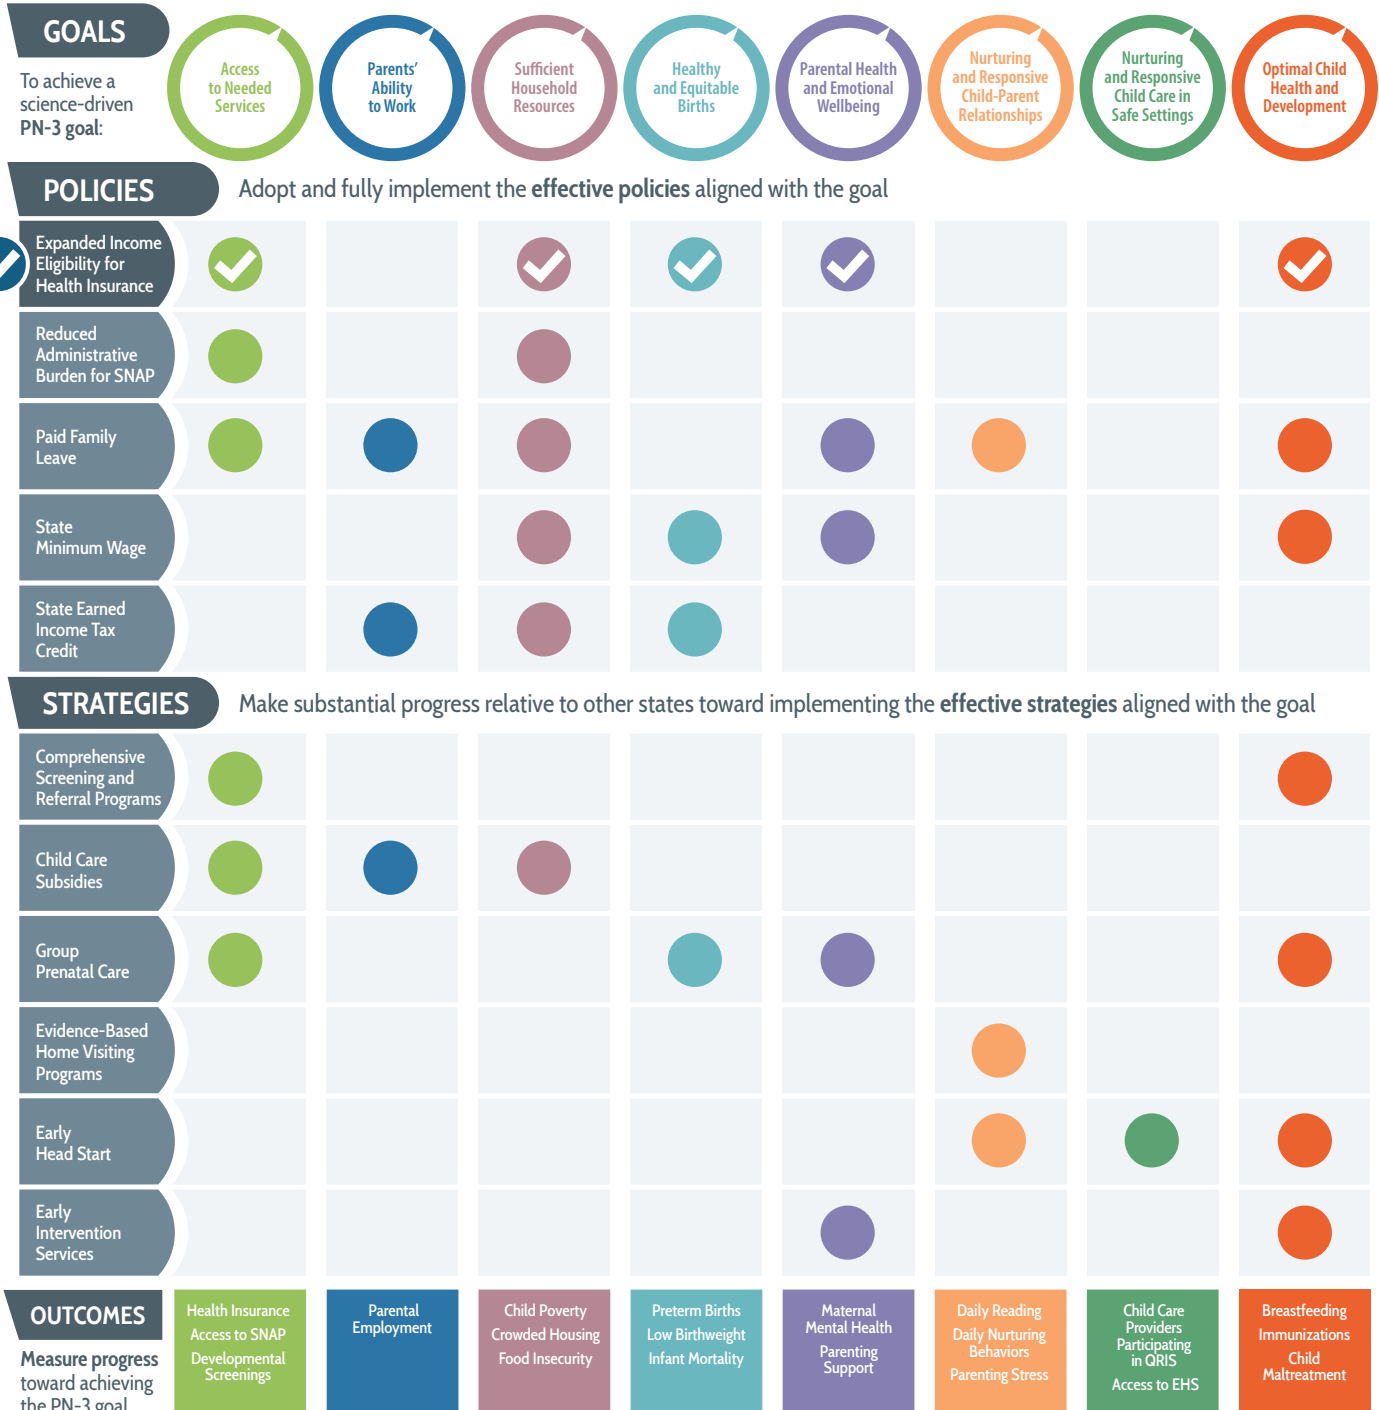 GOALS
To achieve a
science-driven
PN-3 goal:
Access
to Needed
Services
Parents'
Ability
to Work
Sufficient
Household
Resources
Healthy
and Equitable
Births
Parental Health
and Emotional
Wellbeing
Nurturing
and Responsive
Child-Parent
Relationships
Nurturing
and Responsive
Child Care in
Safe Settings
Optimal Child
Health and
Development
POLICIES
Adopt and fully implement the effective policies aligned with the goal
Expanded Income
Eligibility for
Health Insurance
Reduced
Administrative
Burden for SNAP
Paid Family
Leave
State
Minimum Wage
State Earned
Income Tax
Credit
STRATEGIES
Make substantial progress relative to other states toward implementing the effective strategies aligned with the goal
Comprehensive
Screening and
Referral Programs
Child Care
Subsidies
Group
Prenatal Care
Evidence-Based
Home Visiting
Programs
Early
Head Start
Early
Intervention
Services
OUTCOMES
Measure progress
toward achieving
the PN-3 goal
Health Insurance
Access to SNAP
Developmental
Screenings
Parental
Employment
Child Poverty
Crowded Housing
Food Insecurity
Preterm Births
Low Birthweight
Infant Mortality
Maternal
Mental Health
Parenting
Support
Daily Reading
Daily Nurturing
Behaviors
Parenting Stress
Child Care
Providers
Participating
in QRIS
Access to EHS
Breastfeeding
Immunizations
Child
Maltreatment